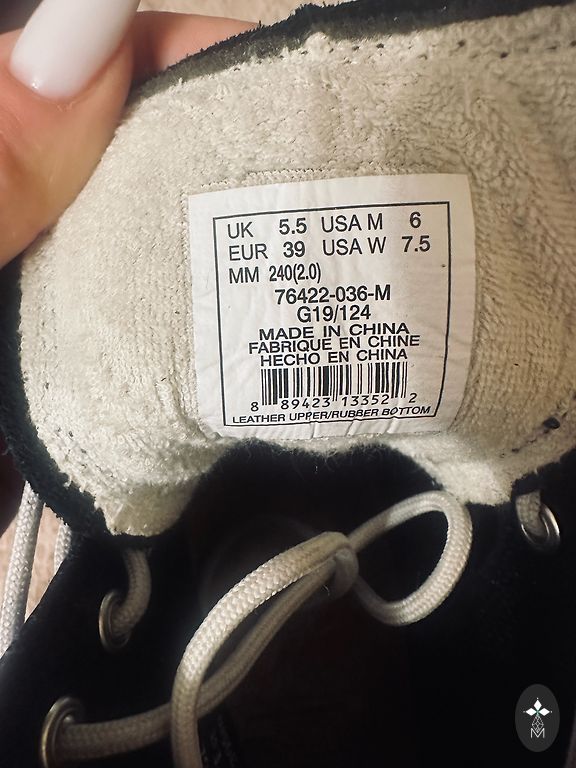 UK 5.5 USA M 6
EUR 39 USA W 7.5
MM 240(2.0)
76422-036-M
G19/124
MADE IN CHINA
FABRIQUE EN CHINE
HECHO EN CHINA
8 89423 13352 2
LEATHER UPPER/RUBBER BOTTOM
M